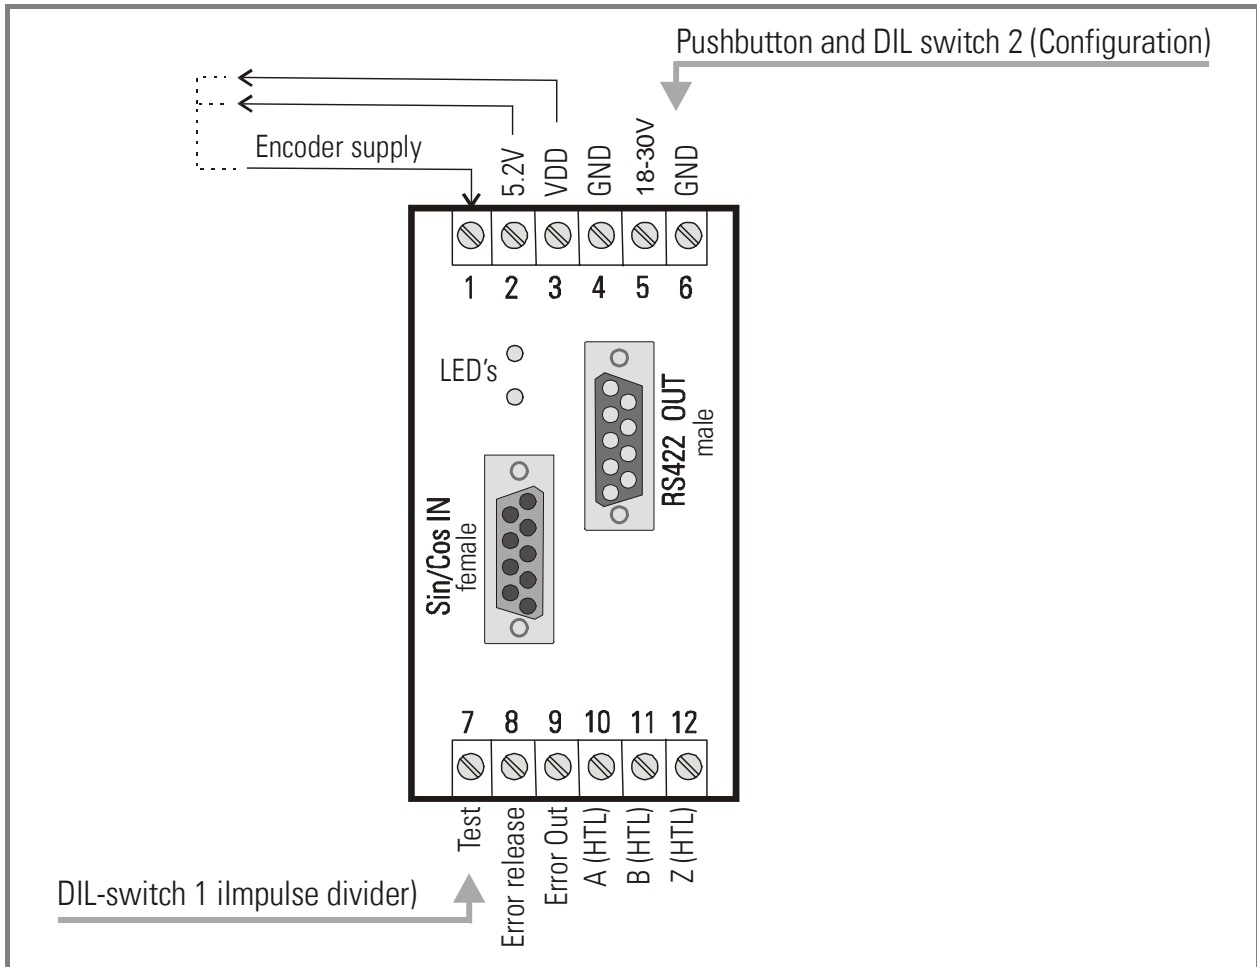 Pushbutton and DIL switch 2 (Configuration)
Encoder supply
5.2V
VDD
GND
18-30V
GND
1 2 3 4 5 6
LED's
RS422 OUT
male
Sin/Cos IN
female
7 8 9 10 11 12
Test
Error release
Error Out
A (HTL)
B (HTL)
Z (HTL)
DIL-switch 1 iImpulse divider)